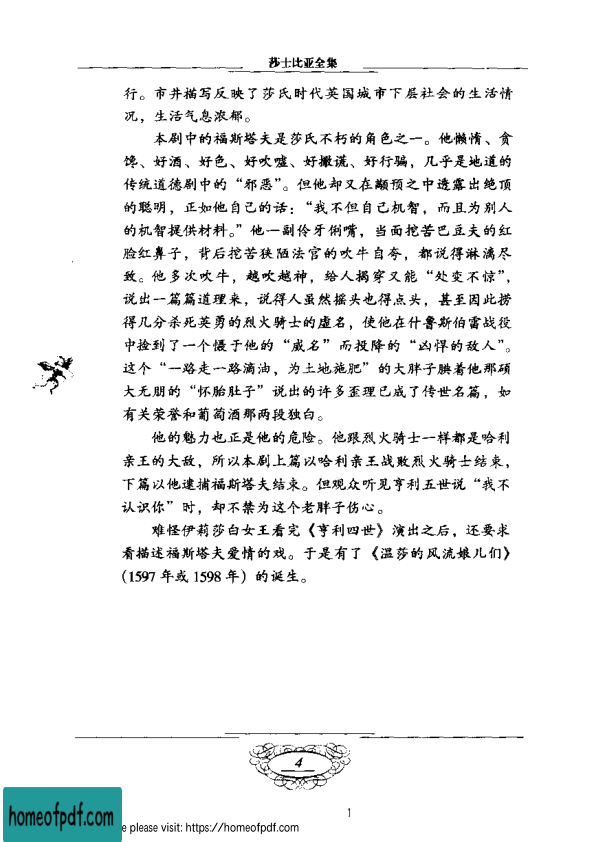 莎士比亚全集
行。市井描写反映了莎氏时代英国城市下层社会的生活情
况，生活气息浓郁。
本剧中的福斯塔夫是莎氏不朽的角色之一。他懒惰、贪
馋、好酒、好色、好吹嘘、好撒谎、好行骗，几乎是地道的
传统道德剧中的“邪恶”。但他却又在颟顸之中透露出绝顶
的聪明，正如他自己的话：“我不但自己机智，而且为别人
的机智提供材料。”他一副伶牙俐嘴，当面挖苦巴豆夫的红
脸红鼻子，背后挖苦狭陋法官的吹牛自夸，都说得淋漓尽
致。他多次吹牛，越吹越神，给人揭穿又能“处变不惊”，
说出一篇篇道理来，说得人虽然摇头也得点头，甚至因此捞
得几分杀死英勇的烈火骑士的虚名，使他在什鲁斯伯雷战役
中捡到了一个慑于他的“威名”而投降的“凶悍的敌人”。
这个“一路走一路滴油，为土地施肥”的大胖子腆着他那硕
大无朋的“怀胎肚子”说出的许多歪理已成了传世名篇，如
有关荣誉和葡萄酒那两段独白。
他的魅力也正是他的危险。他跟烈火骑士一样都是哈利
亲王的大敌，所以本剧上篇以哈利亲王战败烈火骑士结束，
下篇以他逮捕福斯塔夫结束。但观众听见亨利五世说“我不
认识你”时，却不禁为这个老胖子伤心。
难怪伊莉莎白女王看完《亨利四世》演出之后，还要求
看描述福斯塔夫爱情的戏。于是有了《温莎的风流娘儿们》
（1597 年或 1598 年）的诞生。
4
1
homeofpdf.com
e please visit: https://homeofpdf.com